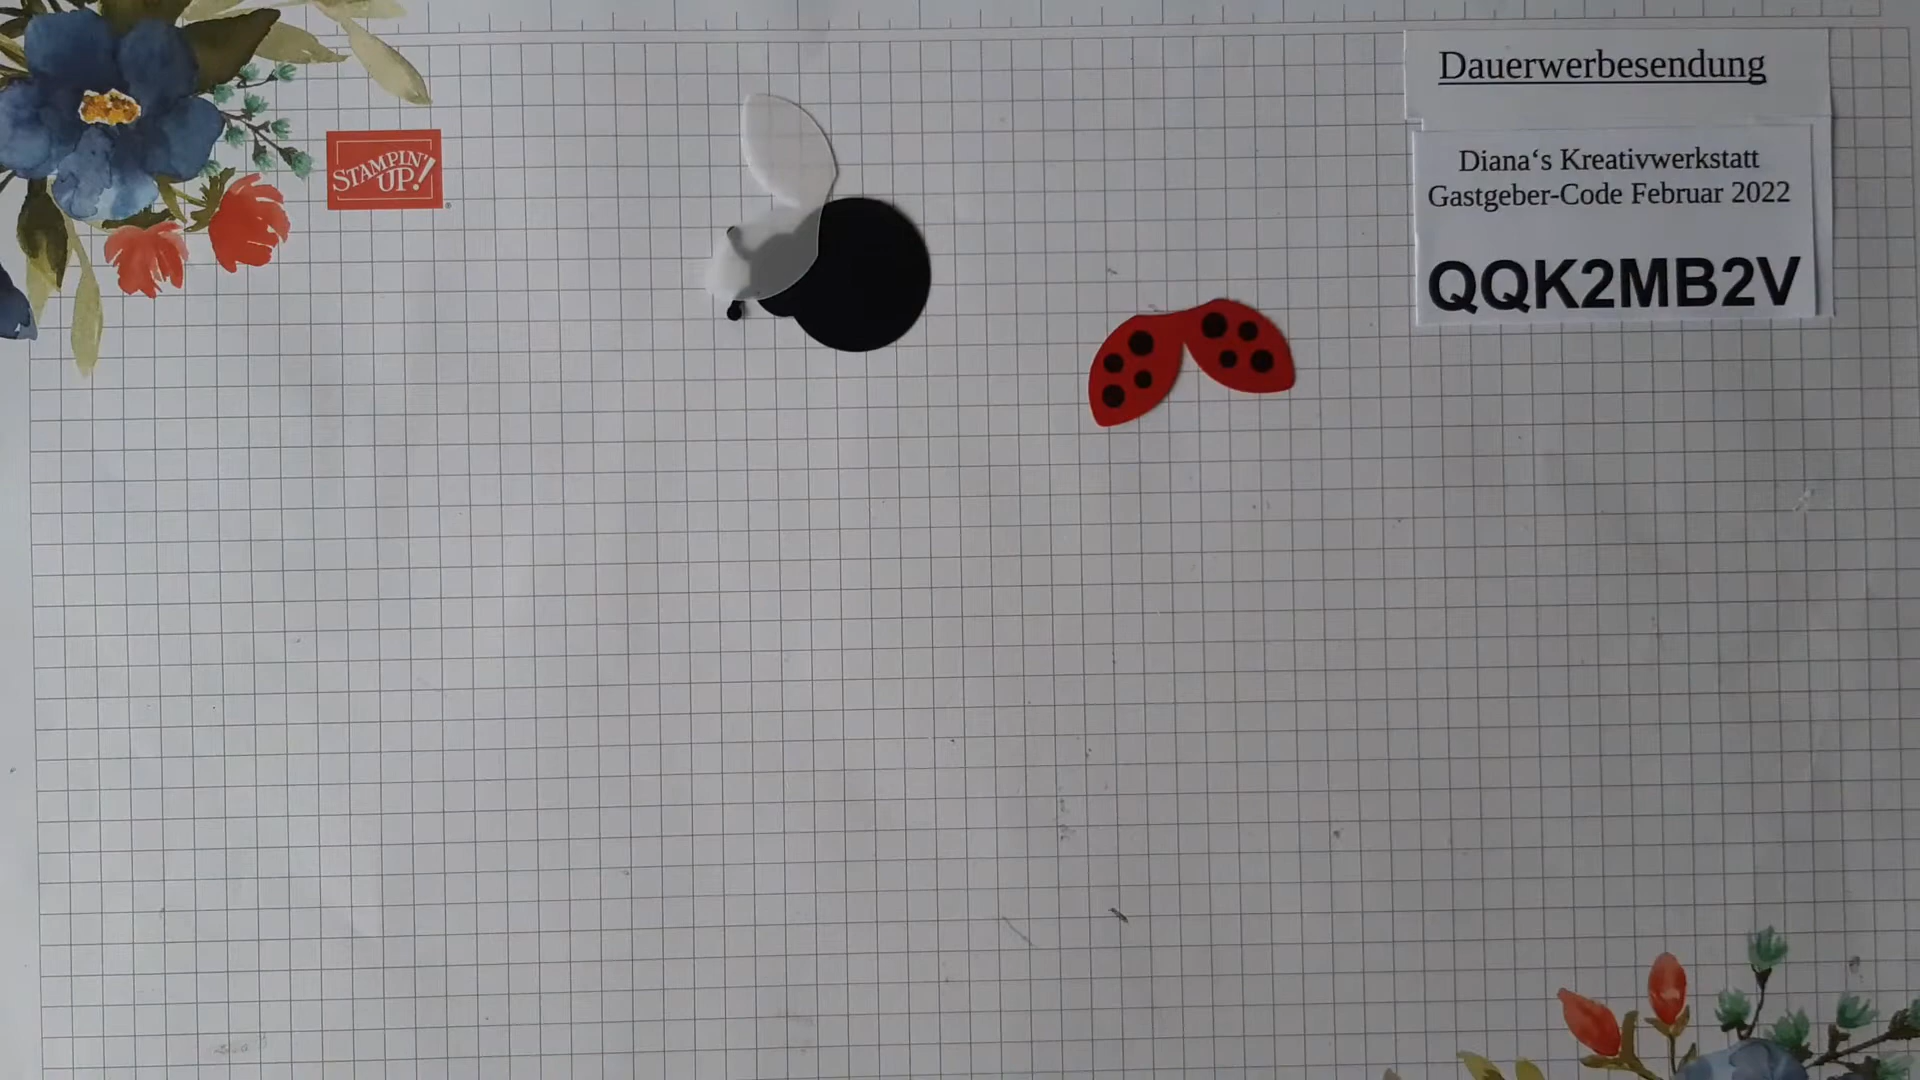 STAMPIN'
UP!
Dauerwerbesendung
Diana‘s Kreativwerkstatt
Gastgeber-Code Februar 2022
QQK2MB2V